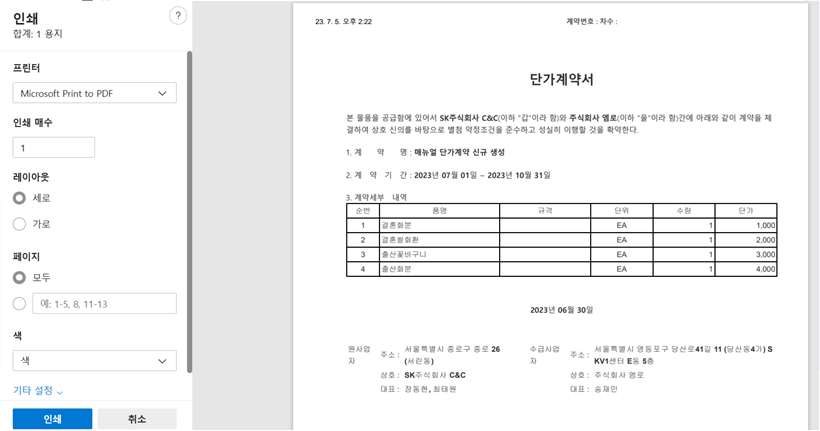 인쇄
?
합계: 1 용지
프린터
Microsoft Print to PDF
인쇄 매수
1
레이아웃
세로
가로
페이지
모두
예: 1-5, 8, 11-13
색
색
기타 설정
인쇄 취소
23. 7. 5. 오후 2:22 계약번호 : 차수 :
단가계약서
본 물품을 공급함에 있어서 SK주식회사 C&C(이하 "갑"이라 함)와 주식회사 엠로(이하 "을"이라 함)간에 아래와 같이 계약을 체
결하여 상호 신의를 바탕으로 별첨 약정조건을 준수하고 성실히 이행할 것을 확약한다.
1. 계 약 명 : 매뉴얼 단가계약 신규 생성
2. 계 약 기 간 : 2023년 07월 01일 ~ 2023년 10월 31일
3. 계약세부 내역
순번 품명 규격 단위 수량 단가
1 결혼화분 EA 1 1,000
2 결혼쌀화환 EA 1 2,000
3 출산꽃바구니 EA 1 3,000
4 출산화분 EA 1 4,000
2023년 06월 30일
원사업자 주소 : 서울특별시 종로구 종로 26 (서린동)
상호 : SK주식회사 C&C
대표 : 장동현, 최태원
수급사업자 주소 : 서울특별시 영등포구 당산로41길 11 (당산동4가) S
KV1센터 E동 5층
상호 : 주식회사 엠로
대표 : 송재민